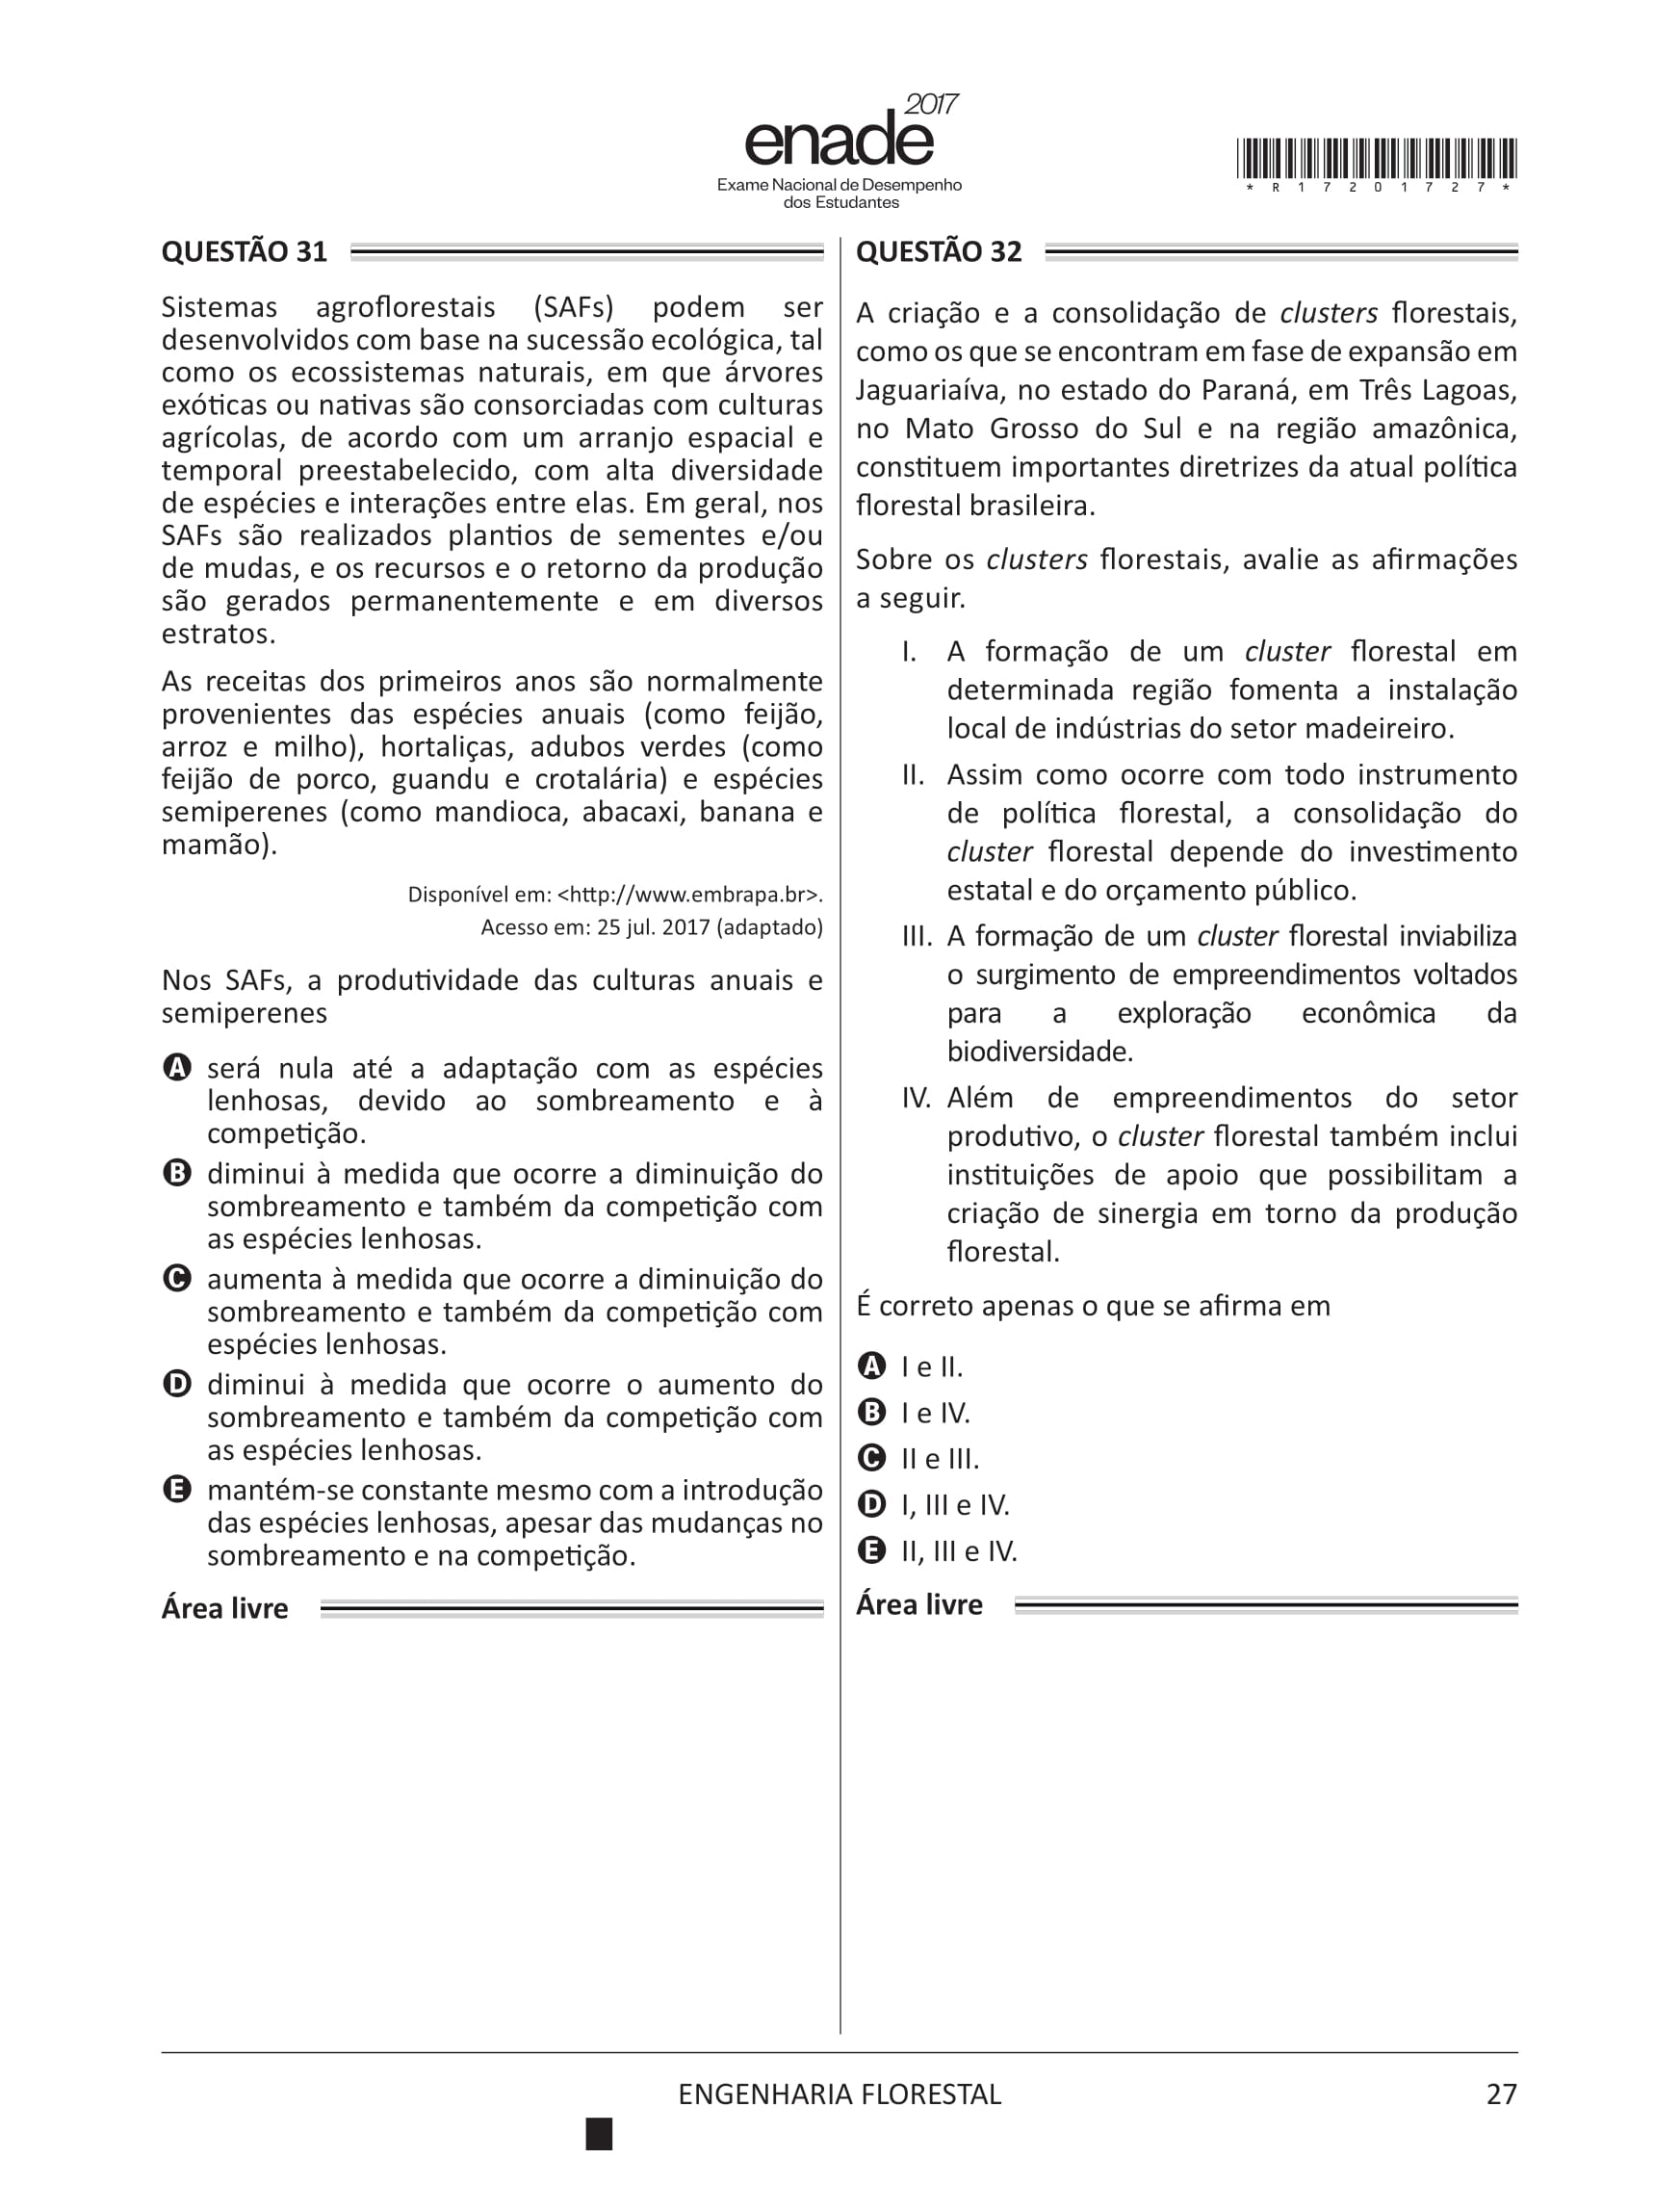 2017
enade
Exame Nacional de Desempenho
dos Estudantes
*R17201727*
QUESTÃO 31
Sistemas agroflorestais (SAFs) podem ser
desenvolvidos com base na sucessão ecológica, tal
como os ecossistemas naturais, em que árvores
exóticas ou nativas são consorciadas com culturas
agrícolas, de acordo com um arranjo espacial e
temporal preestabelecido, com alta diversidade
de espécies e interações entre elas. Em geral, nos
SAFs são realizados plantios de sementes e/ou
de mudas, e os recursos e o retorno da produção
são gerados permanentemente e em diversos
estratos.
As receitas dos primeiros anos são normalmente
provenientes das espécies anuais (como feijão,
arroz e milho), hortaliças, adubos verdes (como
feijão de porco, guandu e crotalária) e espécies
semiperenes (como mandioca, abacaxi, banana e
mamão).
Disponível em: <http://www.embrapa.br>.
Acesso em: 25 jul. 2017 (adaptado)
Nos SAFs, a produtividade das culturas anuais e
semiperenes
A será nula até a adaptação com as espécies
lenhosas, devido ao sombreamento e à
competição.
B diminui à medida que ocorre a diminuição do
sombreamento e também da competição com
as espécies lenhosas.
C aumenta à medida que ocorre a diminuição do
sombreamento e também da competição com
espécies lenhosas.
D diminui à medida que ocorre o aumento do
sombreamento e também da competição com
as espécies lenhosas.
E mantém-se constante mesmo com a introdução
das espécies lenhosas, apesar das mudanças no
sombreamento e na competição.
Área livre
QUESTÃO 32
A criação e a consolidação de clusters florestais,
como os que se encontram em fase de expansão em
Jaguariaíva, no estado do Paraná, em Três Lagoas,
no Mato Grosso do Sul e na região amazônica,
constituem importantes diretrizes da atual política
florestal brasileira.
Sobre os clusters florestais, avalie as afirmações
a seguir.
I. A formação de um cluster florestal em
determinada região fomenta a instalação
local de indústrias do setor madeireiro.
II. Assim como ocorre com todo instrumento
de política florestal, a consolidação do
cluster florestal depende do investimento
estatal e do orçamento público.
III. A formação de um cluster florestal inviabiliza
o surgimento de empreendimentos voltados
para a exploração econômica da
biodiversidade.
IV. Além de empreendimentos do setor
produtivo, o cluster florestal também inclui
instituições de apoio que possibilitam a
criação de sinergia em torno da produção
florestal.
É correto apenas o que se afirma em
A I e II.
B I e IV.
C II e III.
D I, III e IV.
E II, III e IV.
Área livre
ENGENHARIA FLORESTAL
27